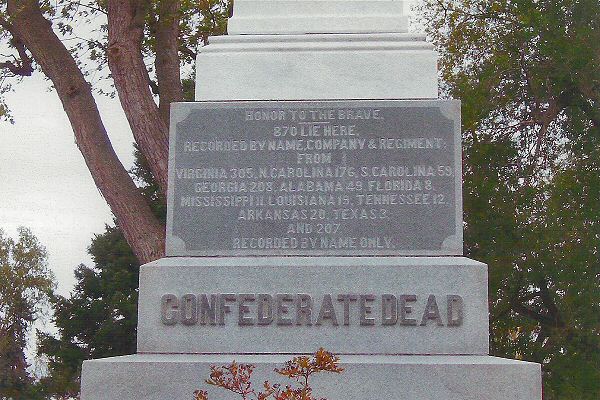 HONOR TO THE BRAVE.
870 LIE HERE,
RECORDED BY NAME, COMPANY & REGIMENT:
FROM
VIRGINIA 305, N. CAROLINA 176, S. CAROLINA 59,
GEORGIA 203, ALABAMA 49, FLORIDA 8,
MISSISSIPPI 11, LOUISIANA 19, TENNESSEE 12,
ARKANSAS 20, TEXAS 3,
AND 207
RECORDED BY NAME ONLY.
CONFEDERATE DEAD